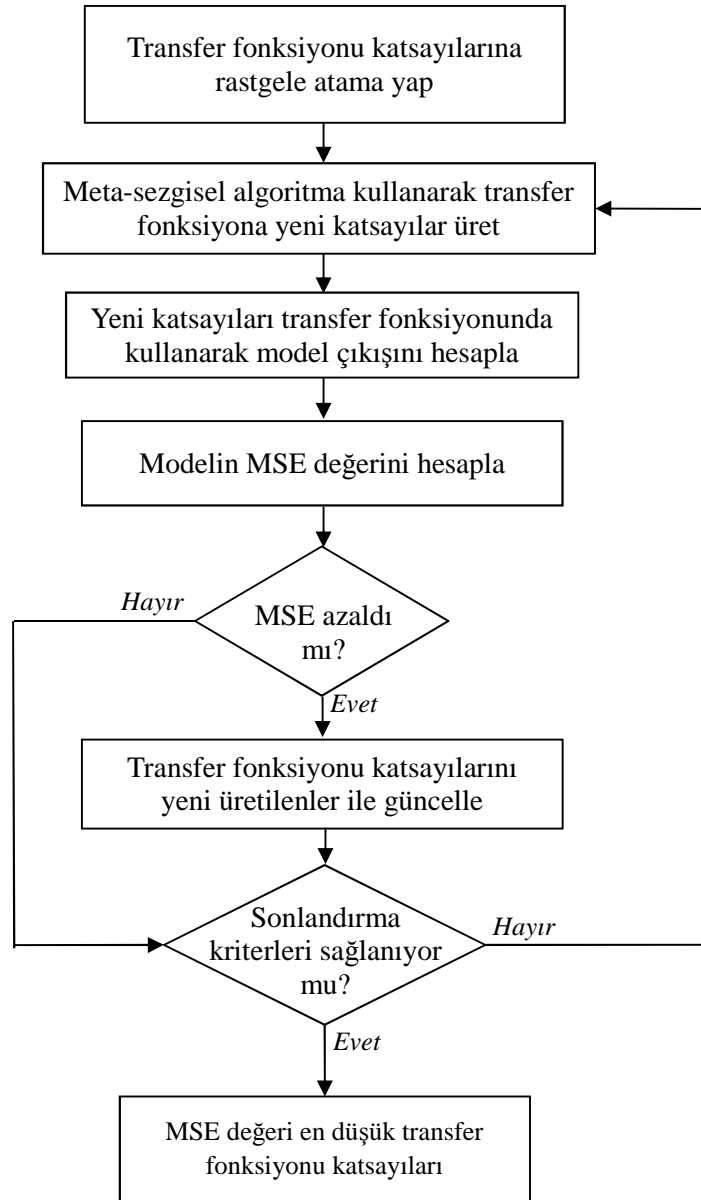 Transfer fonksiyonu katsayılarına
rastgele atama yap
Meta-sezgisel algoritma kullanarak transfer
fonksiyona yeni katsayılar üret
Yeni katsayıları transfer fonksiyonunda
kullanarak model çıkışını hesapla
Modelin MSE değerini hesapla
Hayır
MSE azaldı
mı?
Evet
Transfer fonksiyonu katsayılarını
yeni üretilenler ile güncelle
Sonlandırma
kriterleri sağlanıyor
mu?
Hayır
Evet
MSE değeri en düşük transfer
fonksiyonu katsayıları